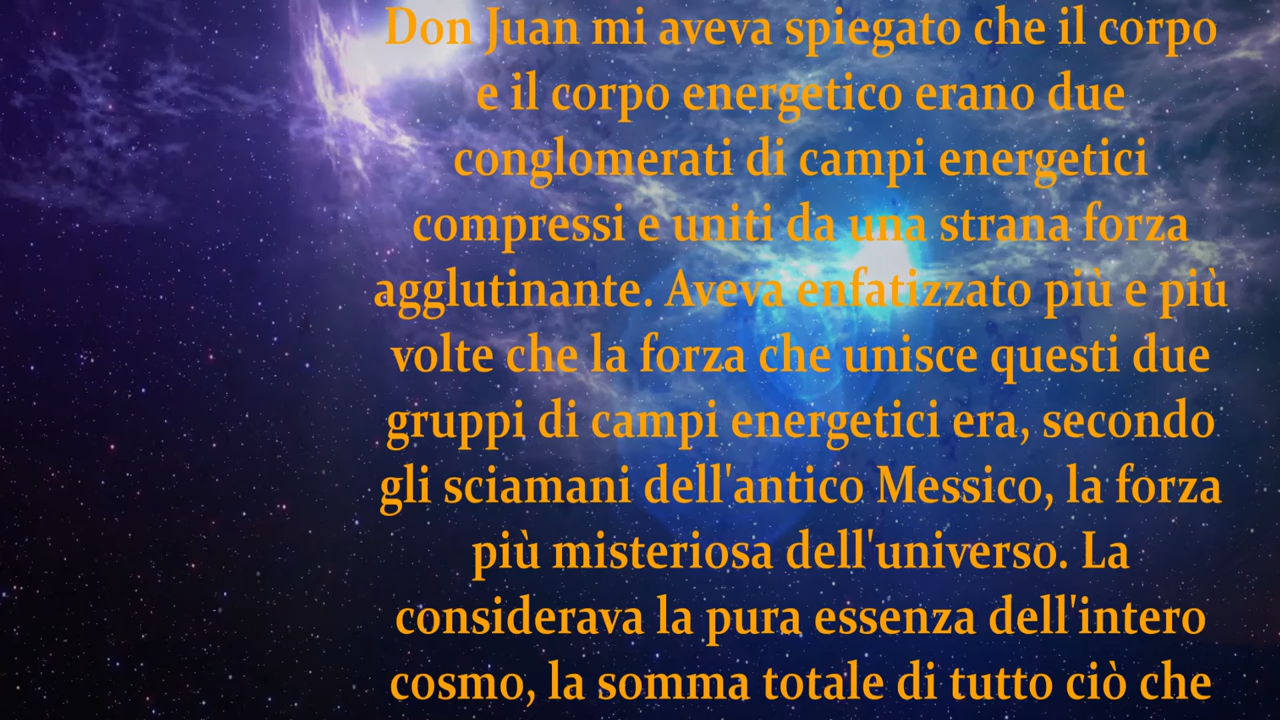 Don Juan mi aveva spiegato che il corpo
e il corpo energetico erano due
conglomerati di campi energetici
compressi e uniti da una strana forza
agglutinante. Aveva enfatizzato più e più
volte che la forza che unisce questi due
gruppi di campi energetici era, secondo
gli sciamani dell'antico Messico, la forza
più misteriosa dell'universo. La
considerava la pura essenza dell'intero
cosmo, la somma totale di tutto ciò che